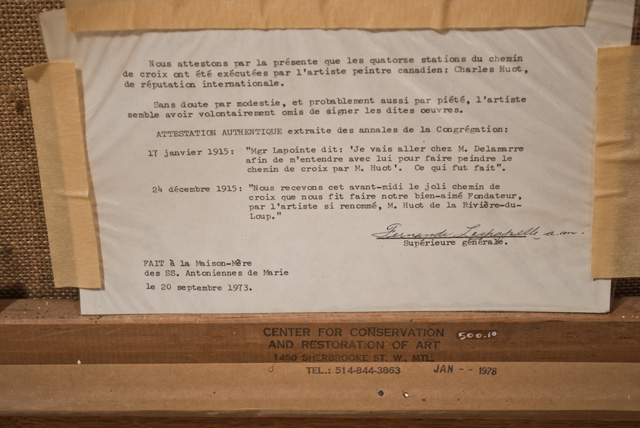 Nous attestons par la présente que les quatorze stations du chemin
de croix ont été exécutées par l'artiste peintre canadien: Charles Huot,
de réputation internationale.
Sans doute par modestie, et probablement aussi par piété, l'artiste
semble avoir volontairement omis de signer les dites oeuvres.
ATTESTATION AUTHENTIQUE extraite des annales de la Congrégation:
17 janvier 1915: "Mgr Lapointe dit: 'Je vais aller chez M. Delamarre
afin de m'entendre avec lui pour faire peindre le
chemin de croix par M. Huot'. Ce qui fut fait".
24 décembre 1915: "Nous recevons cet avant-midi le joli chemin de
croix que nous fit faire notre bien-aimé Fondateur,
par l'artiste si renommé, M. Huot de la Rivière-du-
Loup."
Fernande Lachapelle a.m.
Supérieure générale.
FAIT à la Maison-Mère
des SS. Antoniennes de Marie
le 20 septembre 1973.
CENTER FOR CONSERVATION 500.10
AND RESTORATION OF ART
1460 SHERBROOKE ST. W., MTL.
TEL.: 514-844-3863 JAN -- 1978